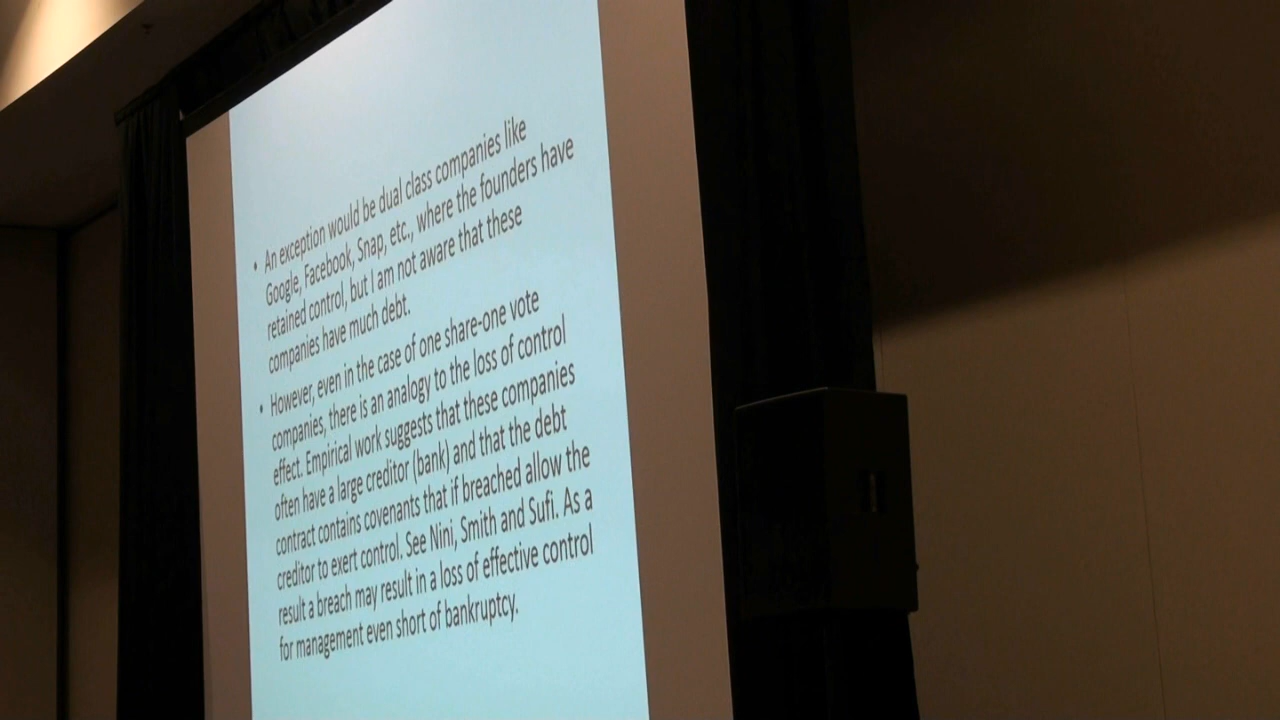 • An exception would be dual class companies like
Google, Facebook, Snap, etc., where the founders have
retained control, but I am not aware that these
companies have much debt.
• However, even in the case of one share-one vote
companies, there is an analogy to the loss of control
effect. Empirical work suggests that these companies
often have a large creditor (bank) and that the debt
contract contains covenants that if breached allow the
creditor to exert control. See Nini, Smith and Sufi. As a
result a breach may result in a loss of effective control
for management even short of bankruptcy.